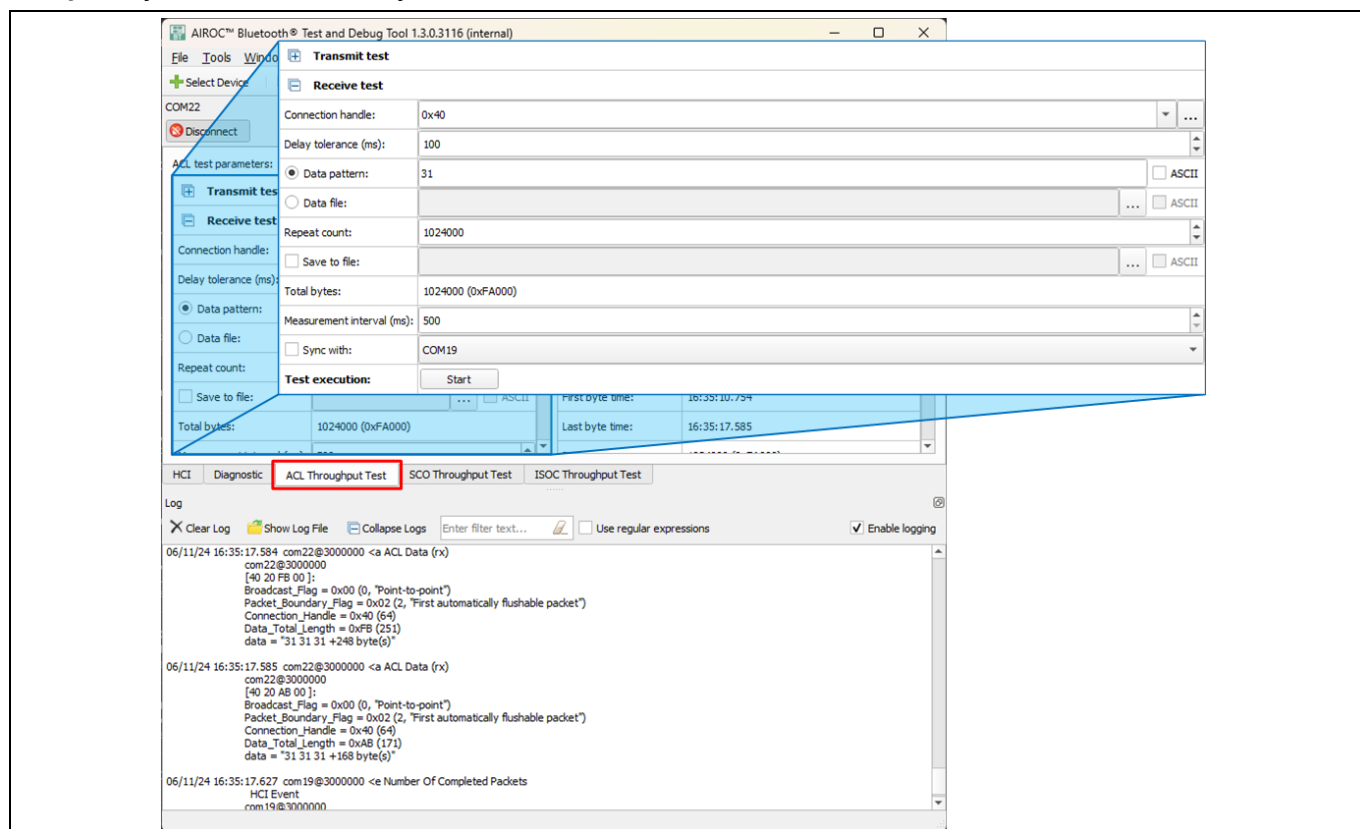 AIROC™ Bluetooth® Test and Debug Tool 1.3.0.3116 (internal)
File Tools
Select Device
COM22
Disconnect
ACL test parameters:
Transmit
Receive test
Connection handle:
Delay tolerance (ms):
Data pattern:
Data file:
Repeat count:
Save to file: ... ASCII First byte time: 16:35:10.754
Total bytes: 1024000 (0xFA000) Last byte time: 16:35:17.585
Transmit test
Receive test
Connection handle: 0x40 ...
Delay tolerance (ms): 100
Data pattern: 31 ASCII
Data file: ... ASCII
Repeat count: 1024000
Save to file: ... ASCII
Total bytes: 1024000 (0xFA000)
Measurement interval (ms): 500
Sync with: COM19
Test execution: Start
HCI Diagnostic ACL Throughput Test SCO Throughput Test ISOC Throughput Test
Log
Clear Log Show Log File Collapse Logs Enter filter text... Use regular expressions Enable logging
06/11/24 16:35:17.584 com22@3000000 <a ACL Data (rx)
com22@3000000
[40 20 FB 00 ]:
Broadcast_Flag = 0x00 (0, "Point-to-point")
Packet_Boundary_Flag = 0x02 (2, "First automatically flushable packet")
Connection_Handle = 0x40 (64)
Data_Total_Length = 0xFB (251)
data = "31 31 31 +248 byte(s)"
06/11/24 16:35:17.585 com22@3000000 <a ACL Data (rx)
com22@3000000
[40 20 AB 00 ]:
Broadcast_Flag = 0x00 (0, "Point-to-point")
Packet_Boundary_Flag = 0x02 (2, "First automatically flushable packet")
Connection_Handle = 0x40 (64)
Data_Total_Length = 0xAB (171)
data = "31 31 31 +168 byte(s)"
06/11/24 16:35:17.627 com19@3000000 <e Number Of Completed Packets
HCI Event
com19@3000000